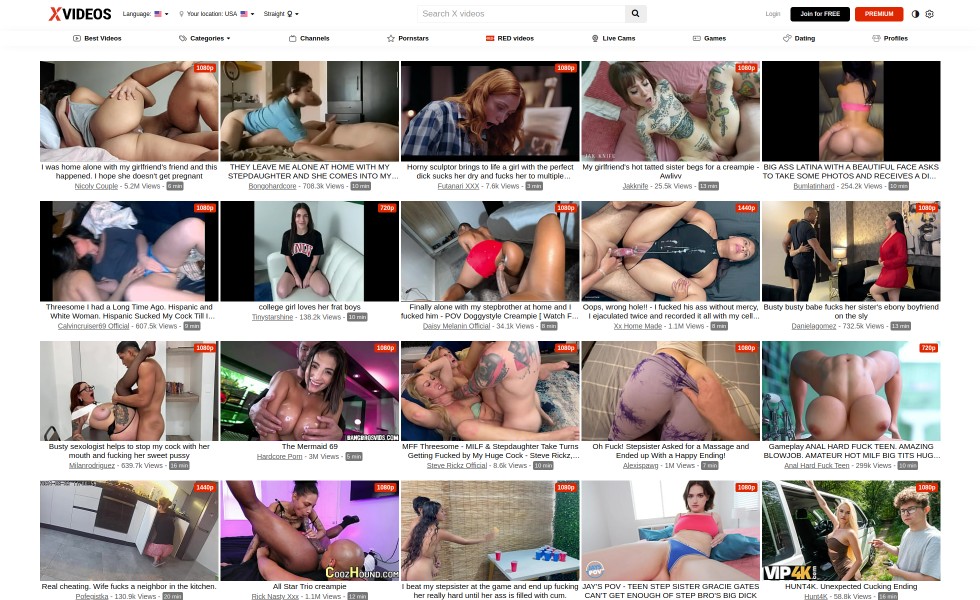 XVIDEOS Language: Your location: USA Straight Search X videos Login Join for FREE PREMIUM
Best Videos Categories Channels Pornstars RED videos Live Cams Games Dating Profiles
1080p 1080p 1080p
I was home alone with my girlfriend's friend and this
happened. I hope she doesn't get pregnant
Nicolv Couple - 5.2M Views - 6 min
THEY LEAVE ME ALONE AT HOME WITH MY
STEPDAUGHTER AND SHE COMES INTO MY…
Bongohardcore - 708.3k Views - 10 min
Horny sculptor brings to life a girl with the perfect
dick sucks her dry and fucks her to multiple…
Futanari XXX - 7.6k Views - 3 min
My girlfriend's hot tatted sister begs for a creampie -
Awlivv
Jakknife - 25.5k Views - 13 min
BIG ASS LATINA WITH A BEAUTIFUL FACE ASKS
TO TAKE SOME PHOTOS AND RECEIVES A DI…
Bumlatinhard - 254.2k Views - 10 min
1080p 720p 1080p 1440p 1080p
Threesome I had a Long Time Ago. Hispanic and
White Woman. Hispanic Sucked My Cock Till I…
Calvincruiser69 Official - 607.5k Views - 9 min
college girl loves her frat boys
Tinystarshine - 138.2k Views - 10 min
Finally alone with my stepbrother at home and I
fucked him - POV Doggystyle Creampie [ Watch F…
Daisy Melanin Official - 34.1k Views - 6 min
Oops, wrong hole!! - I fucked his ass without mercy,
I ejaculated twice and recorded it all with my cell…
Xx Home Made - 1.1M Views - 8 min
Busty busty babe fucks her sister's ebony boyfriend
on the sly
Danielagomez - 732.5k Views - 13 min
1080p 1080p 1080p 1080p 720p
BANGBROSVIDS.COM
Busty sexologist helps to stop my cock with her
mouth and fucking her sweet pussy
Milanrodriguez - 639.7k Views - 16 min
The Mermaid 69
Hardcore Porn - 3M Views - 5 min
MFF Threesome - MILF & Stepdaughter Take Turns
Getting Fucked by My Huge Cock - Steve Rickz,…
Steve Rickz Official - 8.6k Views - 10 min
Oh Fuck! Stepsister Asked for a Massage and
Ended up With a Happy Ending!
Alexispawg - 1M Views - 7 min
Gameplay ANAL HARD FUCK TEEN. AMAZING
BLOWJOB. AMATEUR HOT MILF BIG TITS HUG…
Anal Hard Fuck Teen - 299k Views - 10 min
1440p 1080p 1080p 1080p 1080p
COOZHOUND.COM
VIP4K.com
Real cheating. Wife fucks a neighbor in the kitchen.
Pofegistka - 130.9k Views - 20 min
All Star Trio creampie
Rick Nasty Xxx - 1.1M Views - 12 min
I beat my stepsister at the game and end up fucking
her really hard until her ass is filled with cum.
JAY'S POV - TEEN STEP SISTER GRACIE GATES
CAN'T GET ENOUGH OF STEP BRO'S BIG DICK
HUNT4K. Unexpected Cucking Ending
Hunt4K - 58.8k Views - 16 min